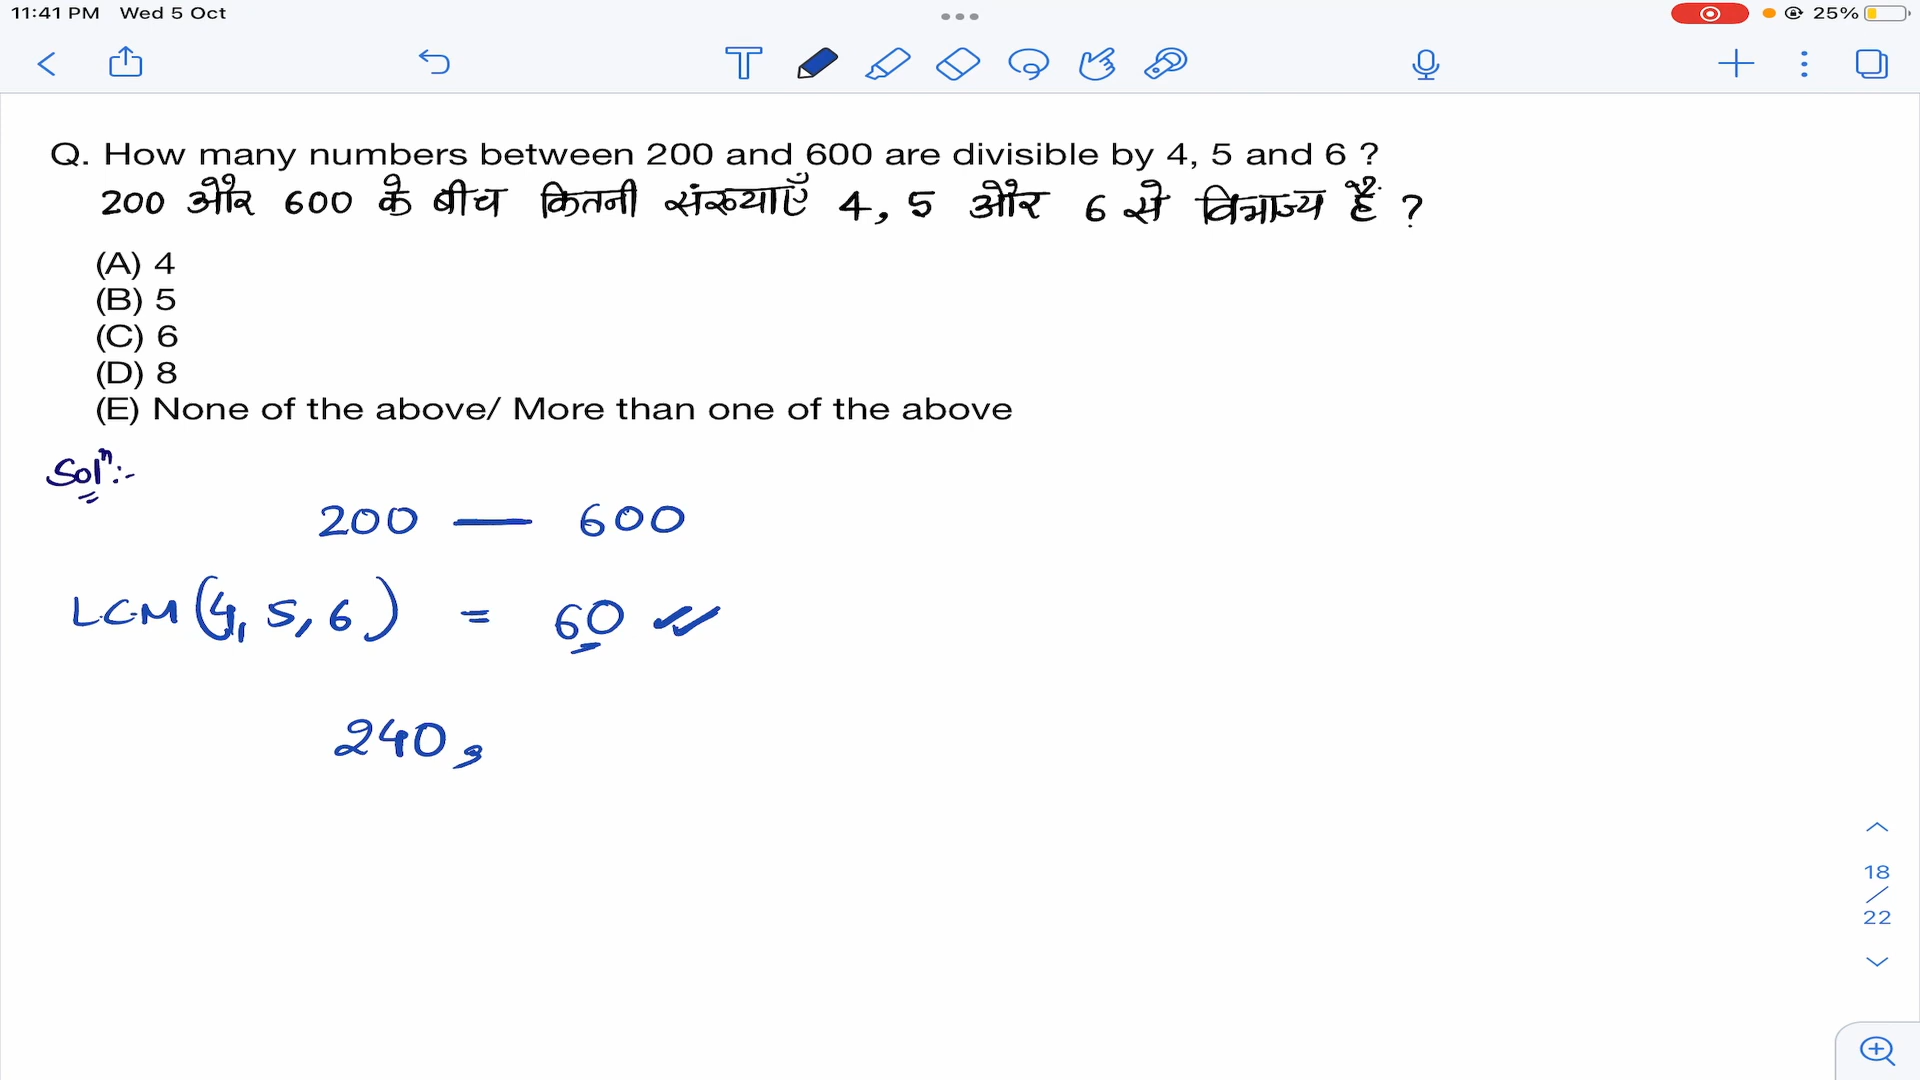 11:41 PM Wed 5 Oct
25%
T
Q. How many numbers between 200 and 600 are divisible by 4, 5 and 6 ?
200 और 600 के बीच कितनी संख्याएँ 4, 5 और 6 से विभाज्य हैं ?
(A) 4
(B) 5
(C) 6
(D) 8
(E) None of the above/ More than one of the above
Solⁿ:-
200 — 600
L.C.M (4, 5, 6) = 60
240,
18
/
22